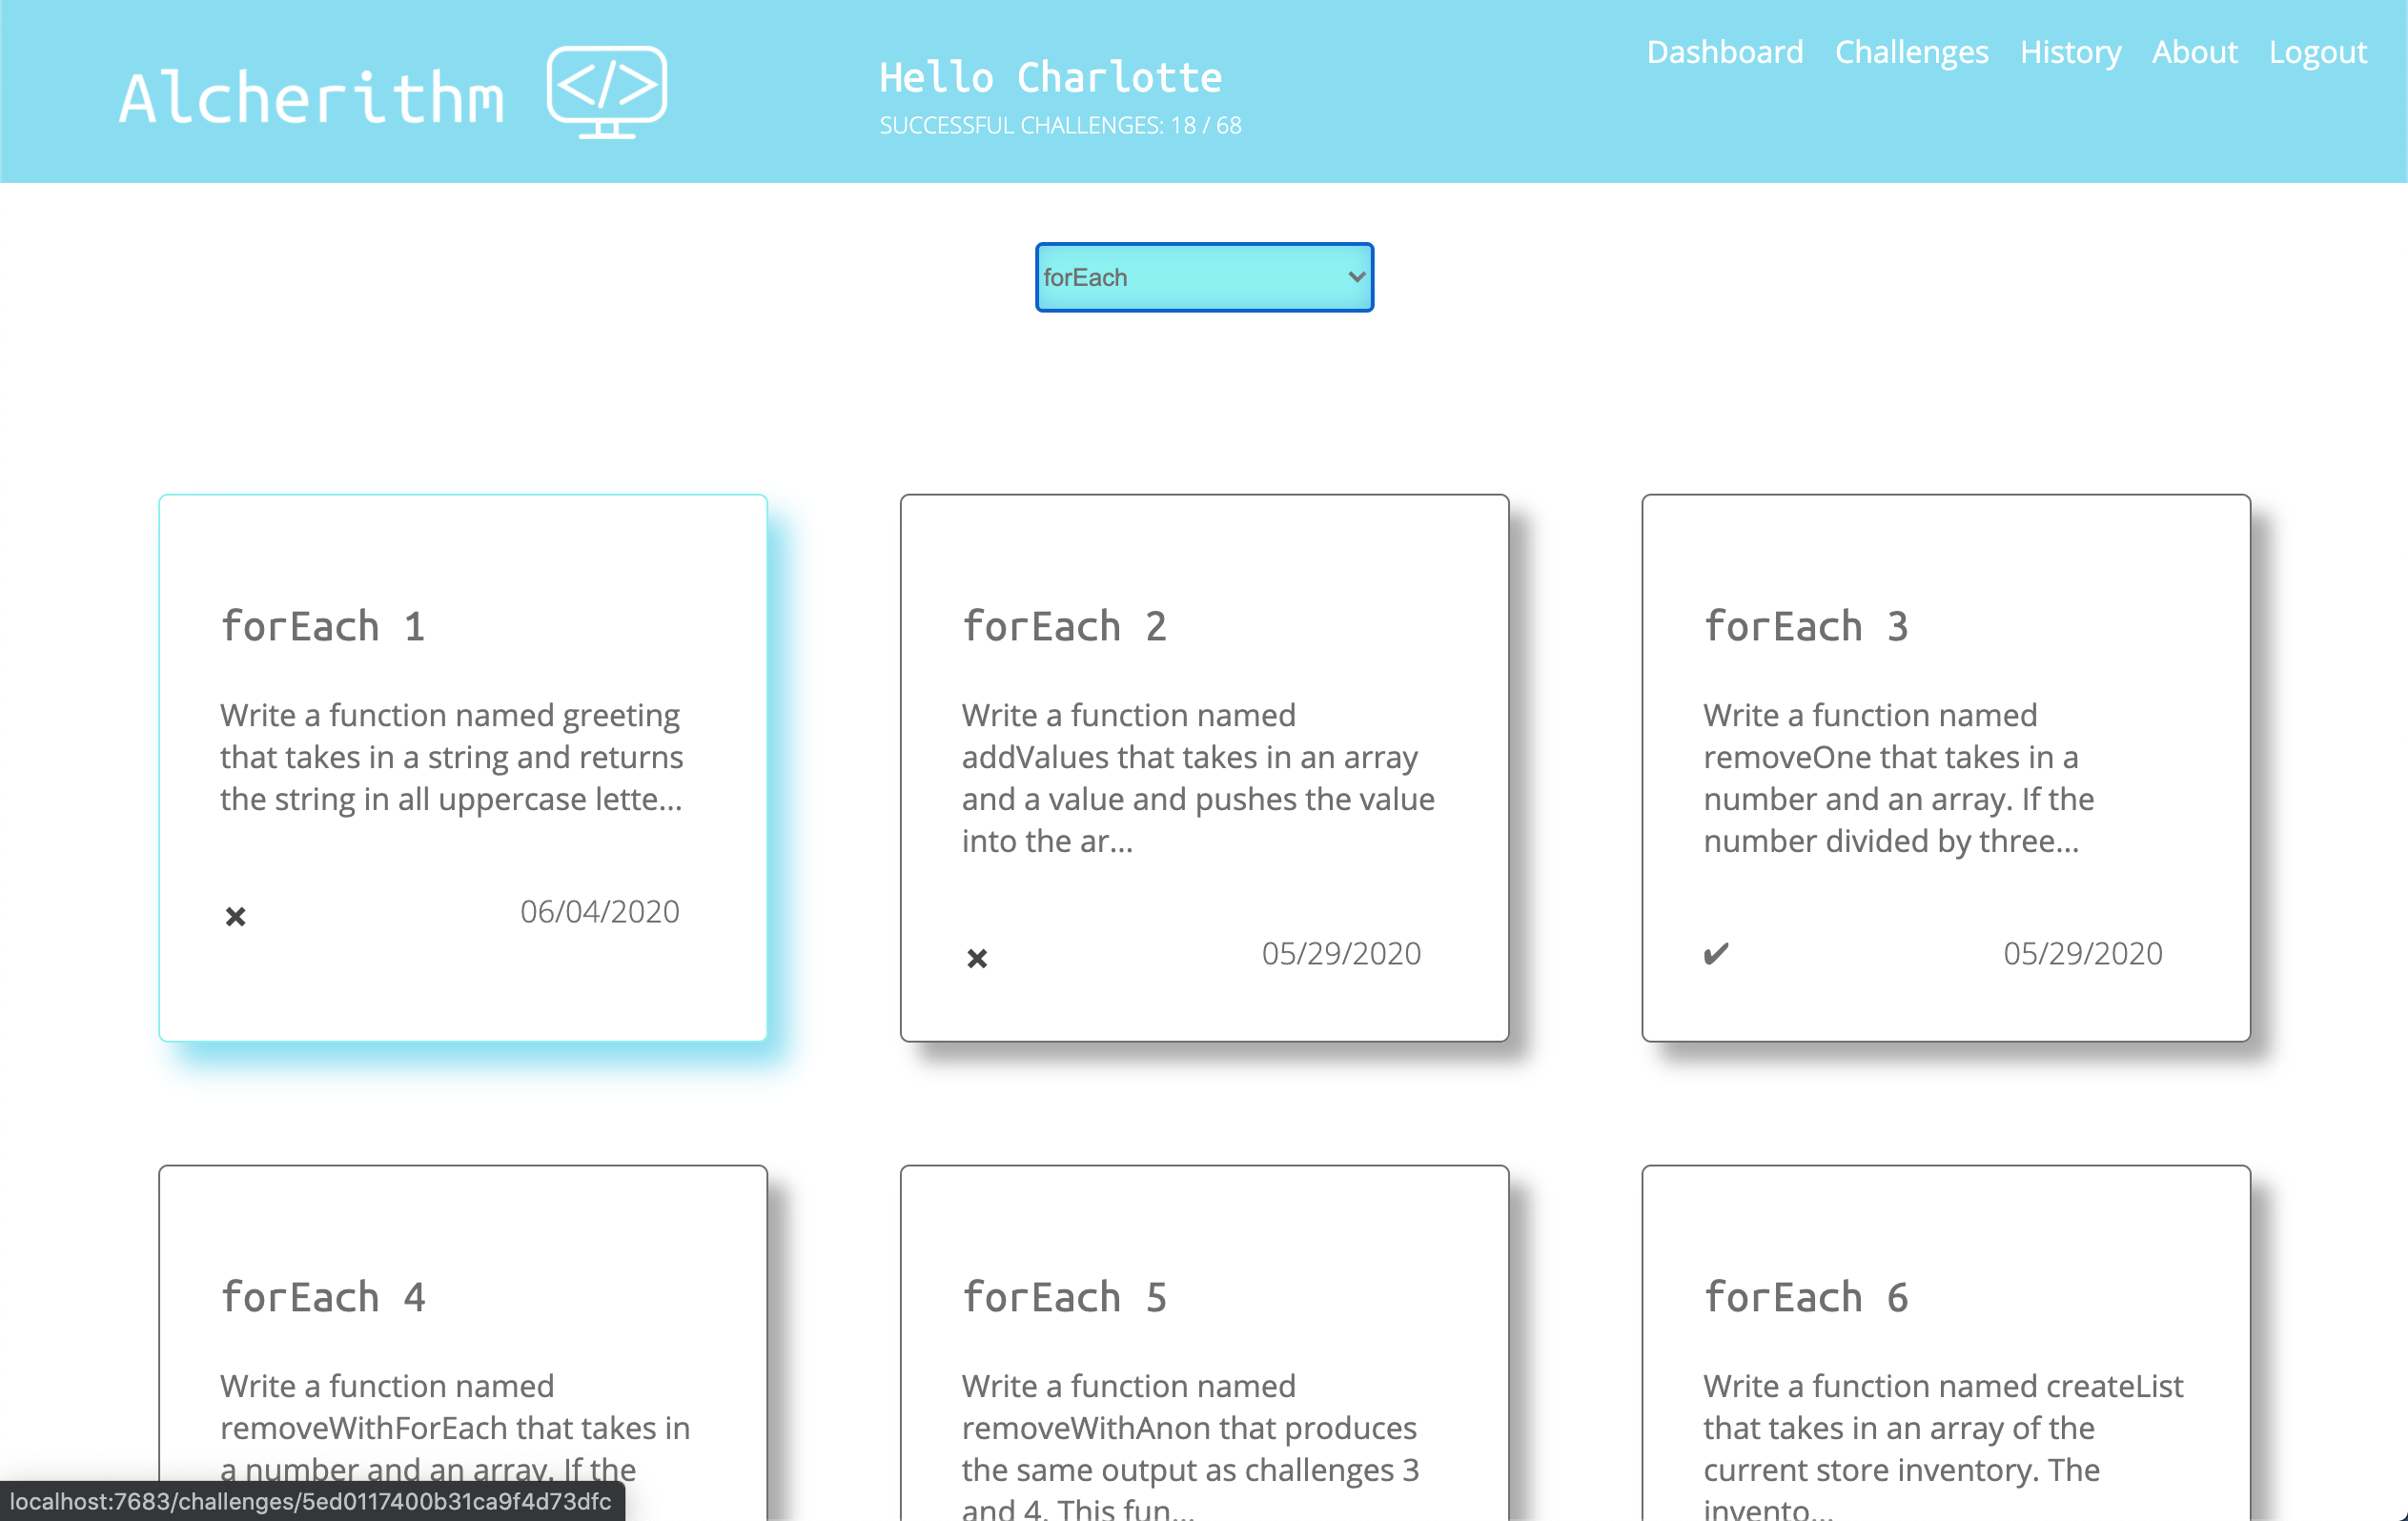 Alcherithm
</>
Hello Charlotte
SUCCESSFUL CHALLENGES: 18 / 68
Dashboard Challenges History About Logout
forEach
forEach 1
Write a function named greeting
that takes in a string and returns
the string in all uppercase lette...
✖ 06/04/2020
forEach 2
Write a function named
addValues that takes in an array
and a value and pushes the value
into the ar...
✖ 05/29/2020
forEach 3
Write a function named
removeOne that takes in a
number and an array. If the
number divided by three...
✔ 05/29/2020
forEach 4
Write a function named
removeWithForEach that takes in
a number and an array. If the
forEach 5
Write a function named
removeWithAnon that produces
the same output as challenges 3
and 4. This fun...
forEach 6
Write a function named createList
that takes in an array of the
current store inventory. The
invento...
localhost:7683/challenges/5ed0117400b31ca9f4d73dfc